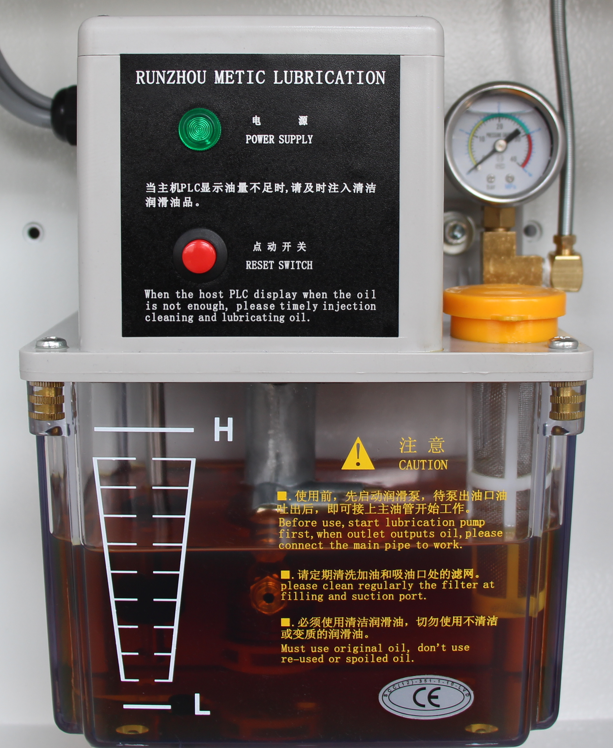 RUNZHOU METIC LUBRICATION
电 源
POWER SUPPLY
当主机PLC显示油量不足时,请及时注入清洁
润滑油品。
点动开关
RESET SWITCH
When the host PLC display when the oil
is not enough, please timely injection
cleaning and lubricating oil.
H
注 意
CAUTION
■.使用前，先启动润滑泵，待泵出油口油
吐出后，即可接上主油管开始工作。
Before use,start lubrication pump
first,when outlet outputs oil,please
connect the main pipe to work.
■.请定期清洗加油和吸油口处的滤网。
please clean regularly the filter at
filling and suction port.
■.必须使用清洁润滑油，切勿使用不清洁
或变质的润滑油。
Must use original oil, don't use
re-used or spoiled oil.
L
CE